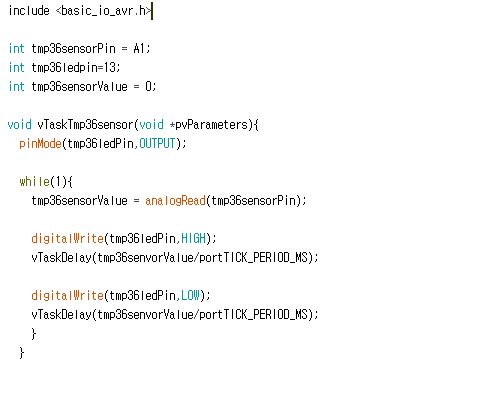 include <basic_io_avr.h>
int tmp36sensorPin = A1;
int tmp36ledpin=13;
int tmp36sensorValue = 0;
void vTaskTmp36sensor(void *pvParameters){
pinMode(tmp36ledPin,OUTPUT);
while(1){
tmp36sensorValue = analogRead(tmp36sensorPin);
digitalWrite(tmp36ledPin,HIGH);
vTaskDelay(tmp36senvorValue/portTICK_PERIOD_MS);
digitalWrite(tmp36ledPin,LOW);
vTaskDelay(tmp36senvorValue/portTICK_PERIOD_MS);
}
}